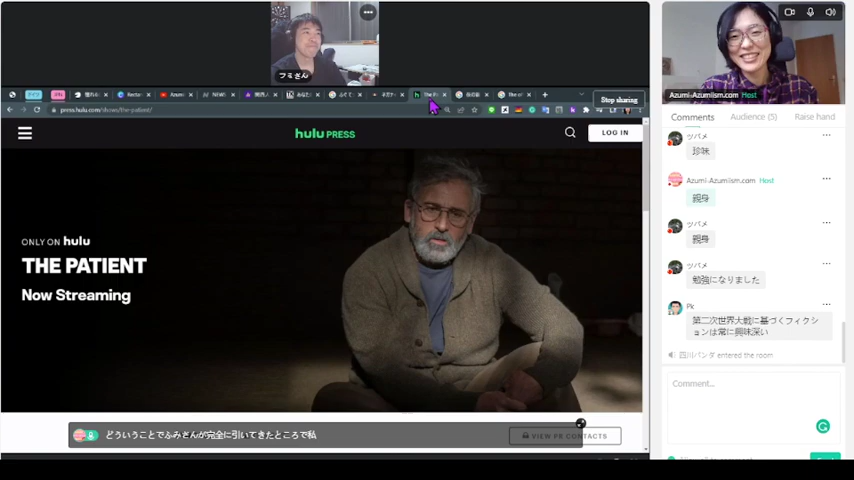 フミさん
Azumi-Azumiism.com Host
Stop sharing
press.hulu.com/shows/the-patient/
hulu PRESS
LOG IN
ONLY ON hulu
THE PATIENT
Now Streaming
どういうことでふみさんが完全に引いてきたところで私
VIEW PR CONTACTS
Comments
Audience (5)
Raise hand
ツバメ
珍味
Azumi-Azumiism.com Host
親身
ツバメ
親身
ツバメ
勉強になりました
Pk
第二次世界大戦に基づくフィクシ
ョンは常に興味深い
四川パンダ entered the room
Comment...